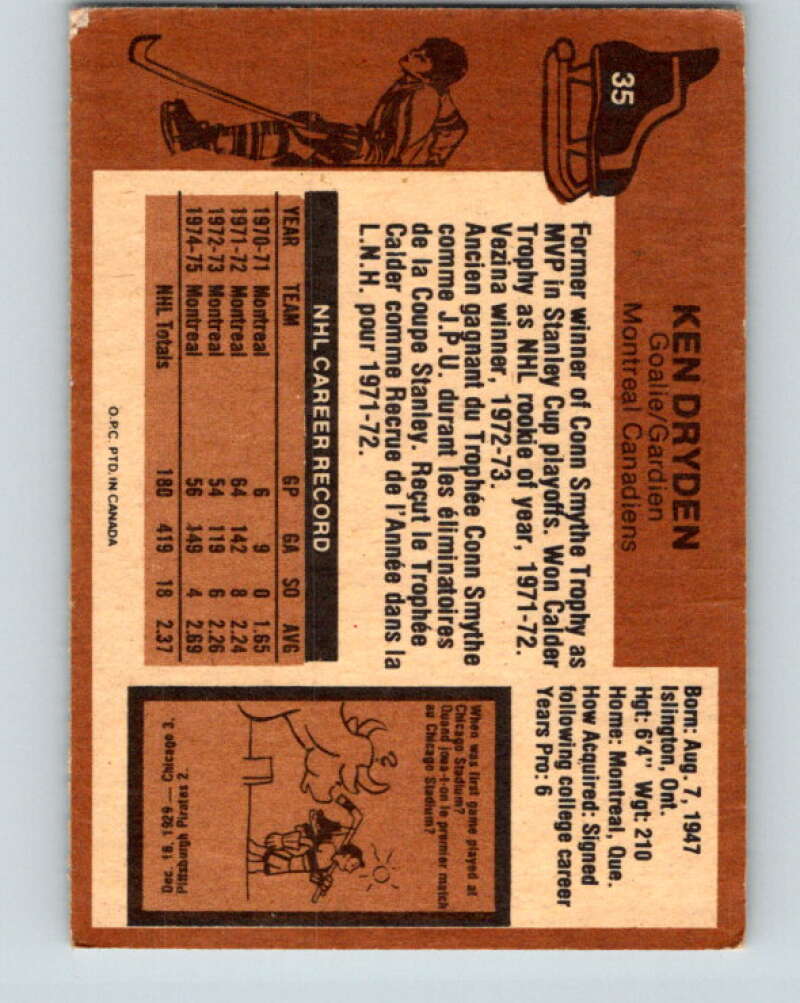 35
KEN DRYDEN
Goalie/Gardien
Montreal Canadiens
Born: Aug. 7, 1947
Islington, Ont.
Hgt: 6'4" Wgt: 210
Home: Montreal, Que.
How Acquired: Signed
following college career
Years Pro: 6
Former winner of Conn Smythe Trophy as
MVP in Stanley Cup playoffs. Won Calder
Trophy as NHL rookie of year, 1971-72.
Vezina winner, 1972-73.
Ancien gagnant du Trophée Conn Smythe
comme J.P.U. durant les éliminatoires
de la Coupe Stanley. Reçut le Trophée
Calder comme Recrue de l'Année dans la
L.N.H. pour 1971-72.
NHL CAREER RECORD
YEAR TEAM GP GA SO AVG
1970-71 Montreal 6 9 0 1.65
1971-72 Montreal 64 142 8 2.24
1972-73 Montreal 54 119 6 2.26
1974-75 Montreal 56 149 4 2.69
NHL Totals 180 419 18 2.37
When was first game played at
Chicago Stadium?
Quand joua-t-on le premier match
au Chicago Stadium?
Dec. 16, 1929 — Chicago 3,
Pittsburgh Pirates 2.
O.P.C. PTD. IN CANADA